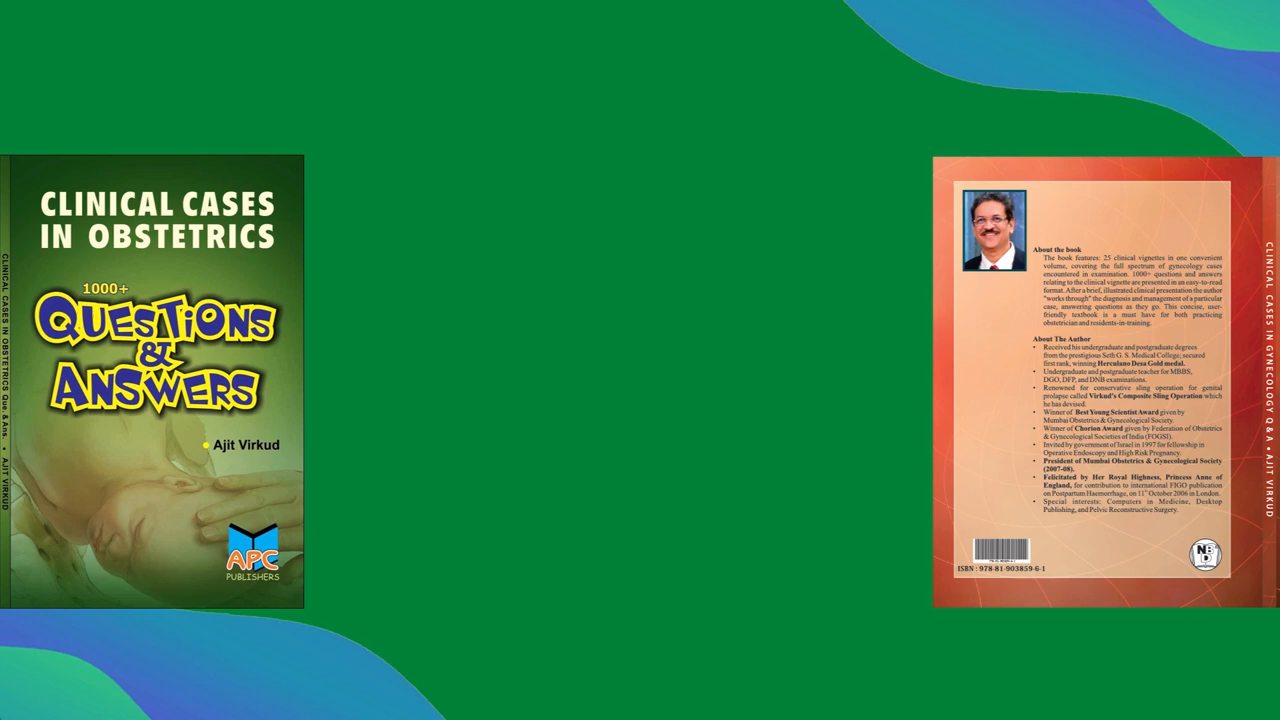 CLINICAL CASES IN OBSTETRICS Que. & Ans. • AJIT VIRKUD
CLINICAL CASES
IN OBSTETRICS
1000+
QUESTIONS
&
ANSWERS
• Ajit Virkud
APC
PUBLISHERS
About the book
The book features: 25 clinical vignettes in one convenient
volume, covering the full spectrum of gynecology cases
encountered in examination. 1000+ questions and answers
relating to the clinical vignette are presented in an easy-to-read
format. After a brief, illustrated clinical presentation the author
"works through" the diagnosis and management of a particular
case, answering questions as they go. This concise, user-
friendly textbook is a must have for both practicing
obstetrician and residents-in-training.
About The Author
• Received his undergraduate and postgraduate degrees
from the prestigious Seth G. S. Medical College; secured
first rank, winning Herculano Desa Gold medal.
• Undergraduate and postgraduate teacher for MBBS,
DGO, DFP, and DNB examinations.
• Renowned for conservative sling operation for genital
prolapse called Virkud's Composite Sling Operation which
he has devised.
• Winner of Best Young Scientist Award given by
Mumbai Obstetrics & Gynecological Society.
• Winner of Chorion Award given by Federation of Obstetrics
& Gynecological Societies of India (FOGSI).
• Invited by government of Israel in 1997 for fellowship in
Operative Endoscopy and High Risk Pregnancy.
• President of Mumbai Obstetrics & Gynecological Society
(2007-08).
• Felicitated by Her Royal Highness, Princess Anne of
England, for contribution to international FIGO publication
on Postpartum Haemorrhage, on 11th October 2006 in London.
• Special interests: Computers in Medicine, Desktop
Publishing, and Pelvic Reconstructive Surgery.
ISBN : 978-81-903859-6-1
NBD
CLINICAL CASES IN GYNECOLOGY Q & A • AJIT VIRKUD